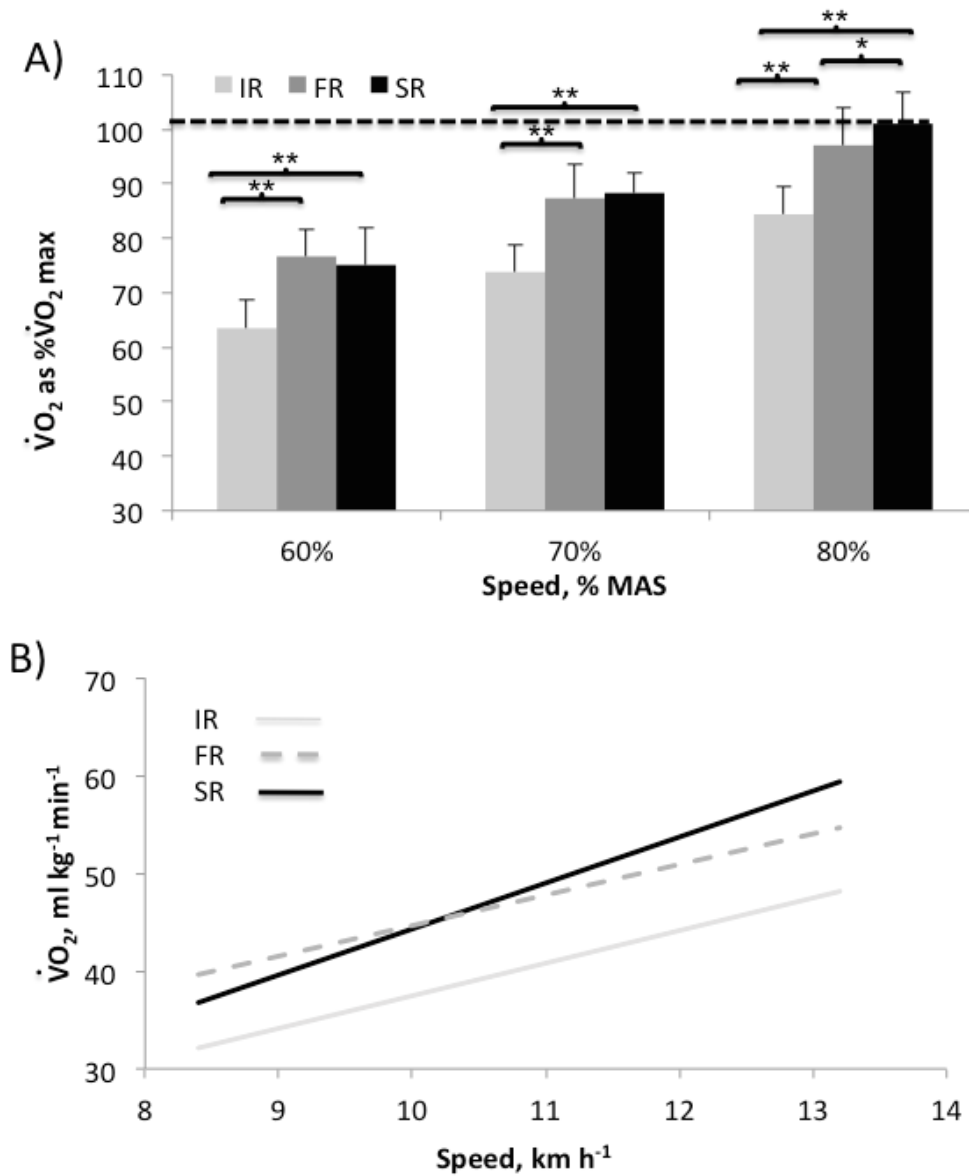 A)
** **
** *
110 IR FR SR **
100 **
90 **
80 **
70
60
50
40
30
V̇O₂ as %V̇O₂ max
60% 70% 80%
Speed, % MAS
B)
70
IR
FR
SR
60
50
40
30
V̇O₂, ml kg⁻¹ min⁻¹
8 9 10 11 12 13 14
Speed, km h⁻¹